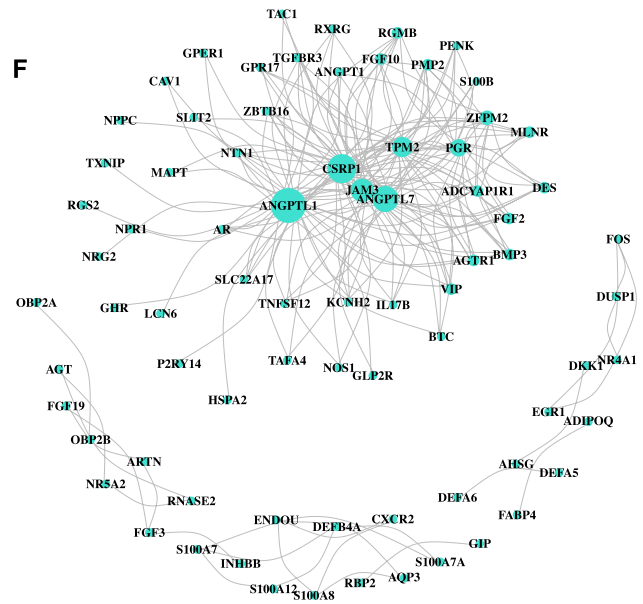 TAC1
RXRG
RGMB
PENK
GPER1
TGFBR3
FGF10
PMP2
F
GPR17
ANGPT1
CAV1
S100B
NPPC
SLIT2
ZBTB16
ZFPM2
MLNR
TPM2
PGR
NTN1
TXNIP
MAPT
CSRP1
JAM3
ADCYAP1R1
DES
ANGPTL7
RGS2
ANGPTL1
FGF2
NPR1
AR
FOS
NRG2
BMP3
AGTR1
SLC22A17
VIP
DUSP1
OBP2A
GHR
LCN6
TNFSF12
KCNH2
IL17B
BTC
P2RY14
TAFA4
NOS1
GLP2R
NR4A1
DKK1
AGT
HSPA2
FGF19
EGR1
ADIPOQ
OBP2B
ARTN
AHSG
DEFA5
NR5A2
RNASE2
DEFA6
FABP4
ENDOU
CXCR2
DEFB4A
FGF3
GIP
S100A7
INHBB
S100A7A
S100A12
RBP2
AQP3
S100A8